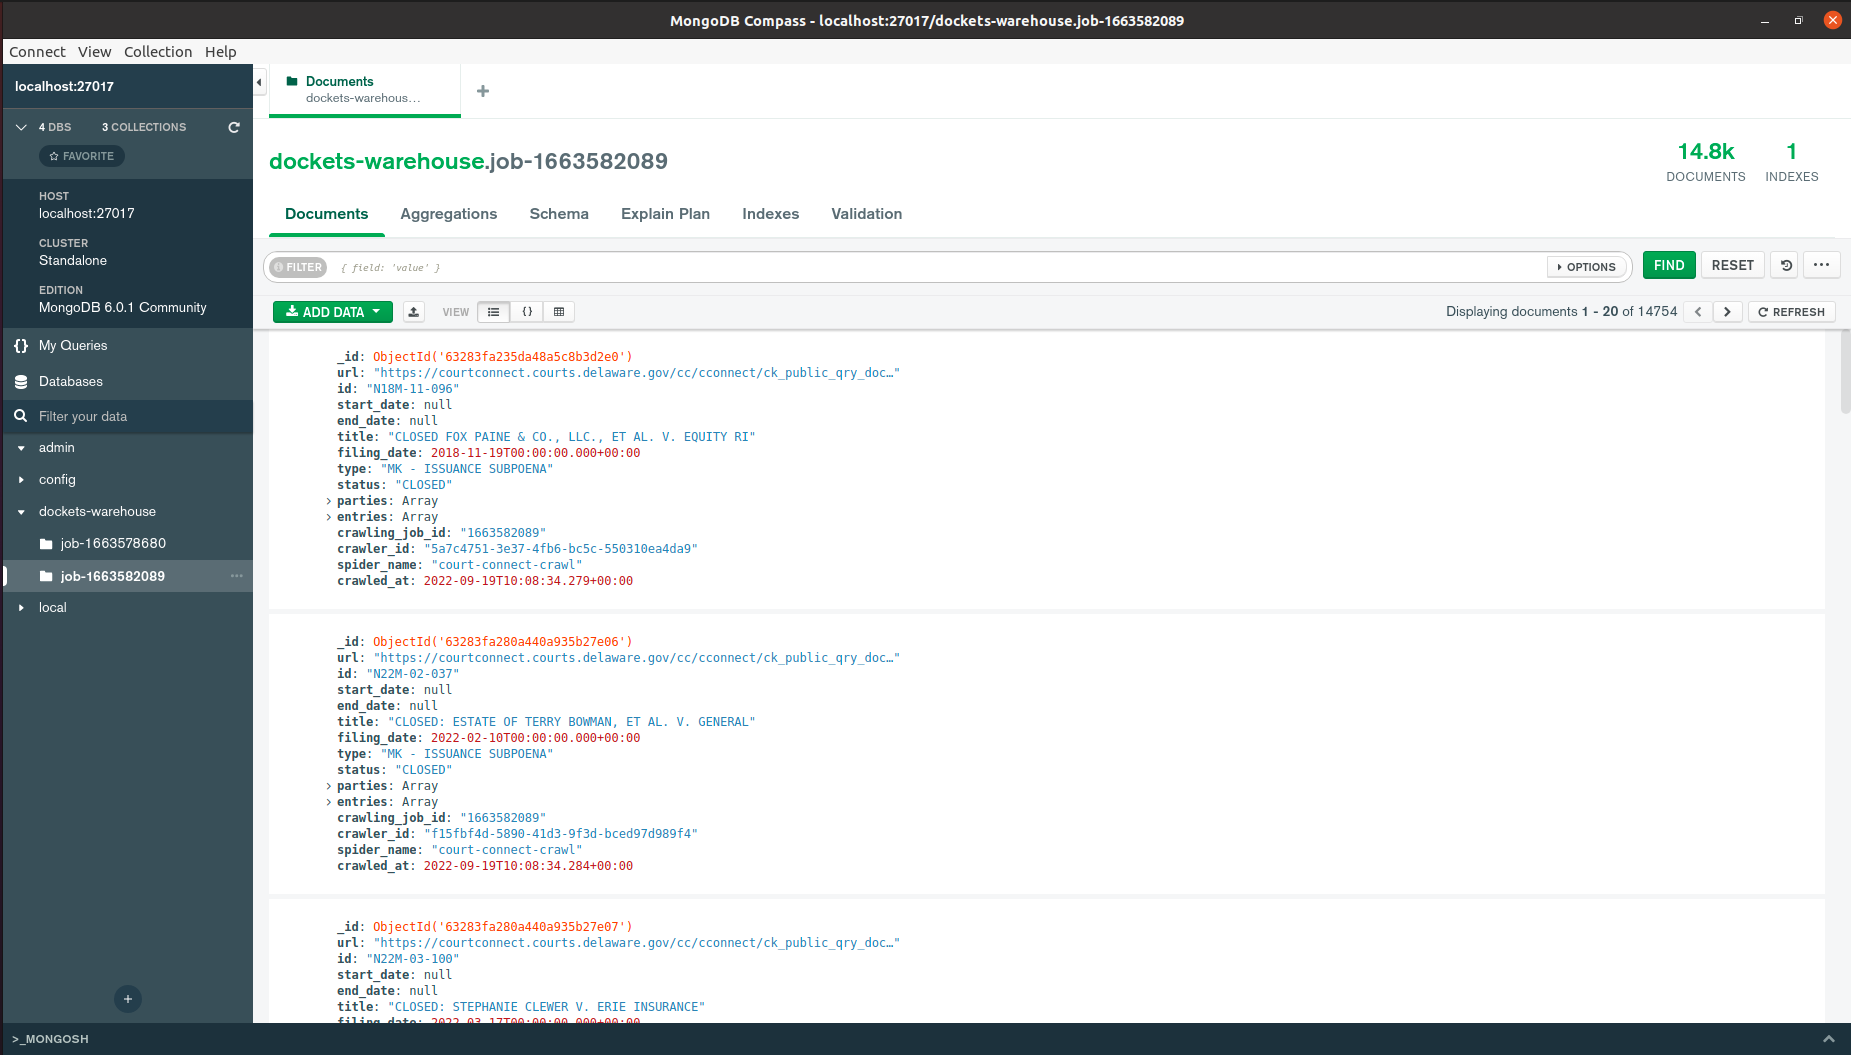 MongoDB Compass - localhost:27017/dockets-warehouse.job-1663582089
Connect View Collection Help
localhost:27017
4 DBS 3 COLLECTIONS
FAVORITE
HOST
localhost:27017
CLUSTER
Standalone
EDITION
MongoDB 6.0.1 Community
{} My Queries
Databases
Filter your data
admin
config
dockets-warehouse
job-1663578680
job-1663582089 ...
local
+
>_MONGOSH
Documents
dockets-warehous...
+
dockets-warehouse.job-1663582089
14.8k DOCUMENTS
1 INDEXES
Documents Aggregations Schema Explain Plan Indexes Validation
FILTER { field: 'value' } OPTIONS FIND RESET ...
ADD DATA VIEW {} Displaying documents 1 - 20 of 14754 < > REFRESH
_id: ObjectId('63283fa235da48a5c8b3d2e0')
url: "https://courtconnect.courts.delaware.gov/cc/cconnect/ck_public_qry_doc…"
id: "N18M-11-096"
start_date: null
end_date: null
title: "CLOSED FOX PAINE & CO., LLC., ET AL. V. EQUITY RI"
filing_date: 2018-11-19T00:00:00.000+00:00
type: "MK - ISSUANCE SUBPOENA"
status: "CLOSED"
> parties: Array
> entries: Array
crawling_job_id: "1663582089"
crawler_id: "5a7c4751-3e37-4fb6-bc5c-550310ea4da9"
spider_name: "court-connect-crawl"
crawled_at: 2022-09-19T10:08:34.279+00:00
_id: ObjectId('63283fa280a440a935b27e06')
url: "https://courtconnect.courts.delaware.gov/cc/cconnect/ck_public_qry_doc…"
id: "N22M-02-037"
start_date: null
end_date: null
title: "CLOSED: ESTATE OF TERRY BOWMAN, ET AL. V. GENERAL"
filing_date: 2022-02-10T00:00:00.000+00:00
type: "MK - ISSUANCE SUBPOENA"
status: "CLOSED"
> parties: Array
> entries: Array
crawling_job_id: "1663582089"
crawler_id: "f15fbf4d-5890-41d3-9f3d-bced97d989f4"
spider_name: "court-connect-crawl"
crawled_at: 2022-09-19T10:08:34.284+00:00
_id: ObjectId('63283fa280a440a935b27e07')
url: "https://courtconnect.courts.delaware.gov/cc/cconnect/ck_public_qry_doc…"
id: "N22M-03-100"
start_date: null
end_date: null
title: "CLOSED: STEPHANIE CLEWER V. ERIE INSURANCE"
filing_date: 2022-03-17T00:00:00.000+00:00